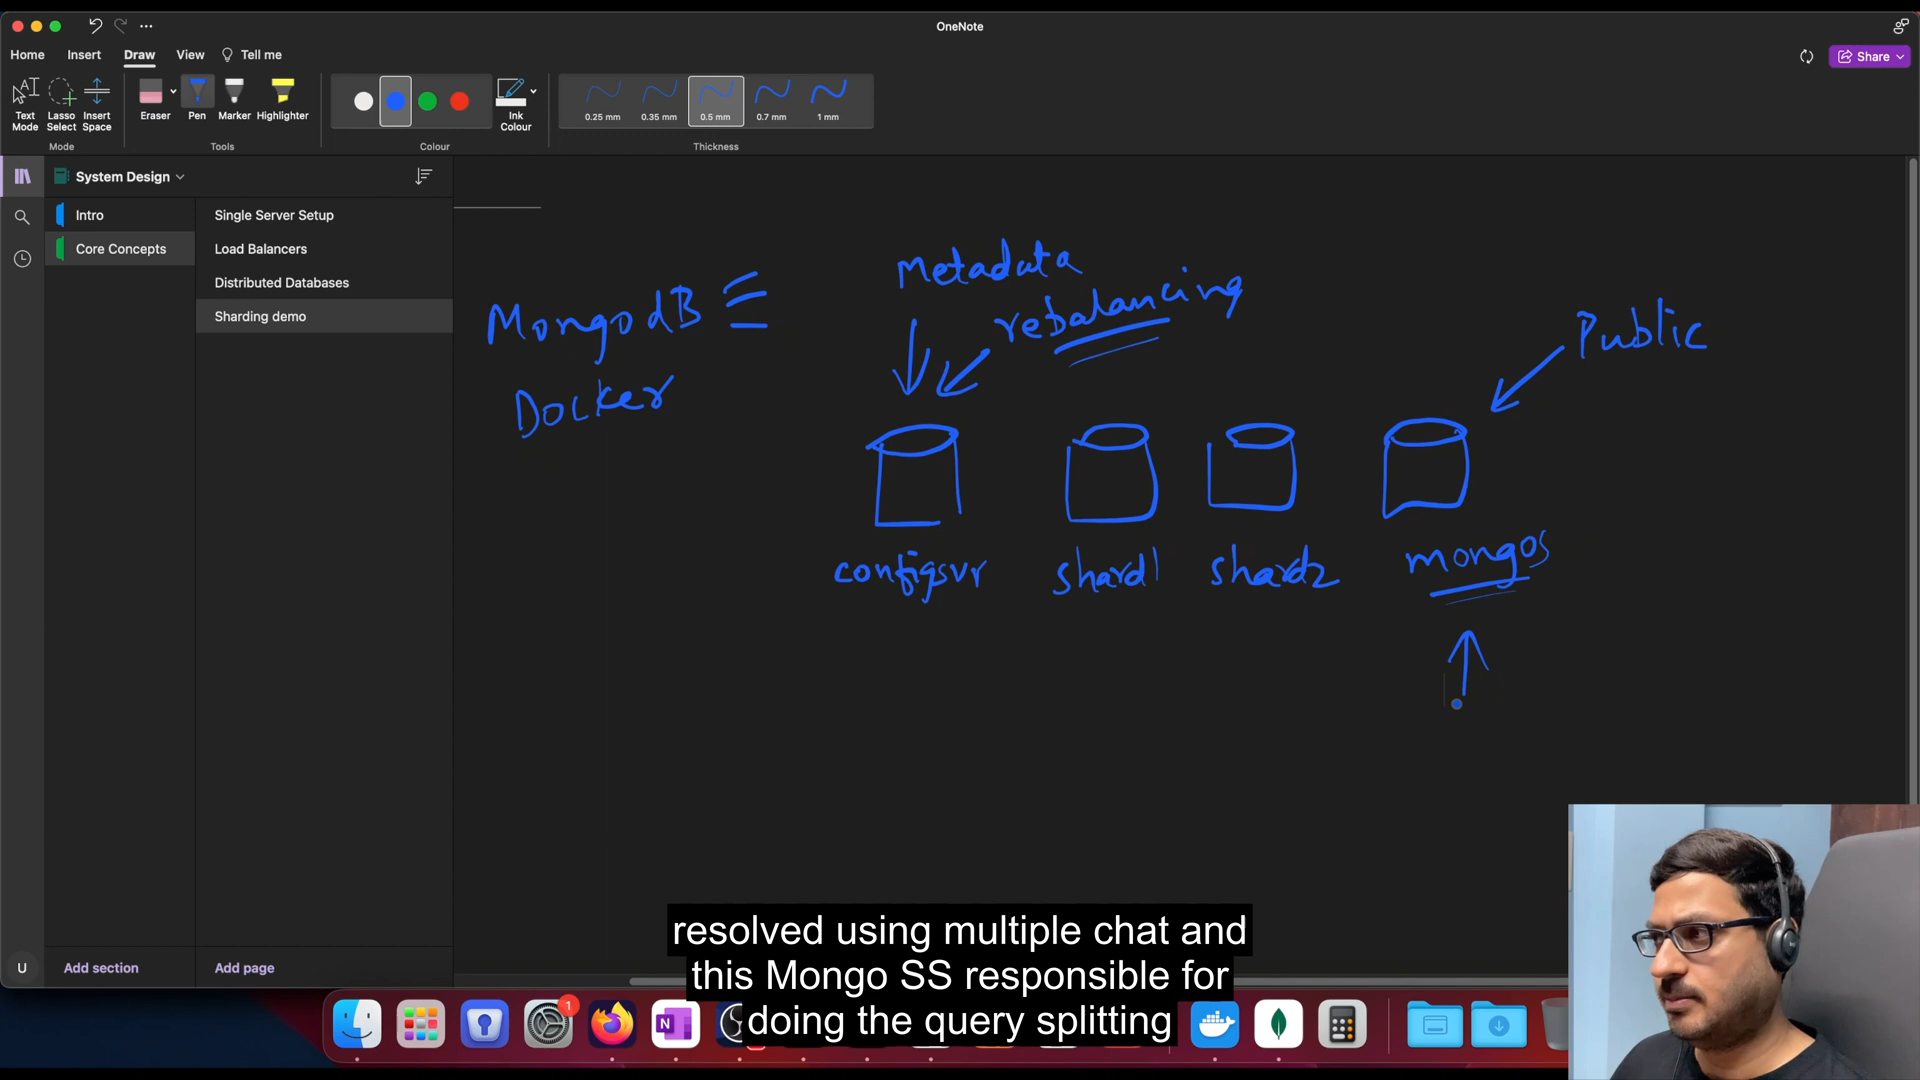 OneNote
Home Insert Draw View Tell me
Share
Text Mode
Lasso Select
Insert Space
Eraser
Pen
Marker
Highlighter
Ink Colour
0.25 mm
0.35 mm
0.5 mm
0.7 mm
1 mm
Mode
Tools
Colour
Thickness
System Design
Intro
Core Concepts
Single Server Setup
Load Balancers
Distributed Databases
Sharding demo
MongodB
Docker
Metadata
rebalancing
Public
configsvr
shard1
shard2
mongos
U
Add section
Add page
resolved using multiple chat and
this Mongo SS responsible for
doing the query splitting
1
N